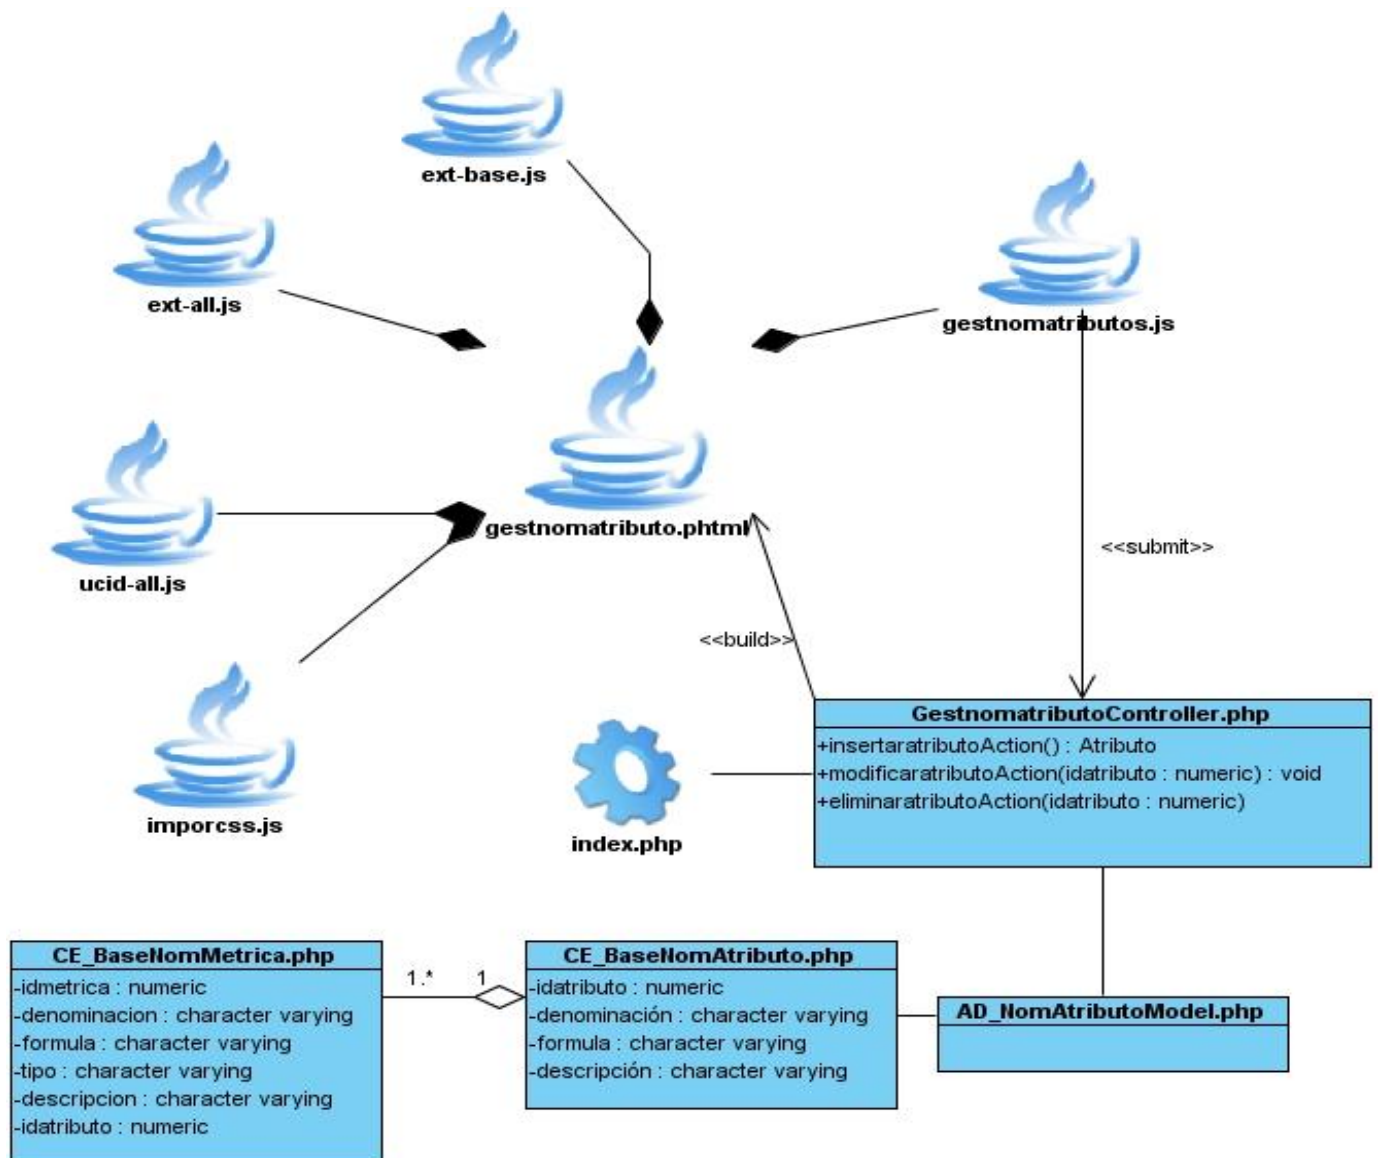 ext-base.js
ext-all.js
gestnomatributos.js
gestnomatributo.phtml
<<submit>>
ucid-all.js
<<build>>
imporcss.js
index.php
GestnomatributoController.php
+insertaratributoAction() : Atributo
+modificaratributoAction(idatributo : numeric) : void
+eliminaratributoAction(idatributo : numeric)
CE_BaseNomMetrica.php
-idmetrica : numeric
-denominacion : character varying
-formula : character varying
-tipo : character varying
-descripcion : character varying
-idatributo : numeric
1.*
1
CE_BaseNomAtributo.php
-idatributo : numeric
-denominación : character varying
-formula : character varying
-descripción : character varying
AD_NomAtributoModel.php